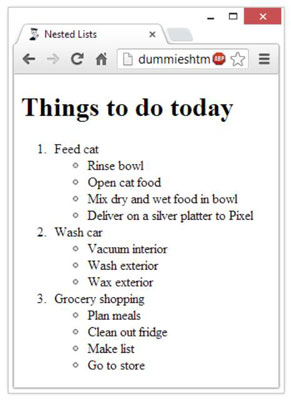 Nested Lists
dummieshtm
ABP
Things to do today
1. Feed cat
Rinse bowl
Open cat food
Mix dry and wet food in bowl
Deliver on a silver platter to Pixel
2. Wash car
Vacuum interior
Wash exterior
Wax exterior
3. Grocery shopping
Plan meals
Clean out fridge
Make list
Go to store